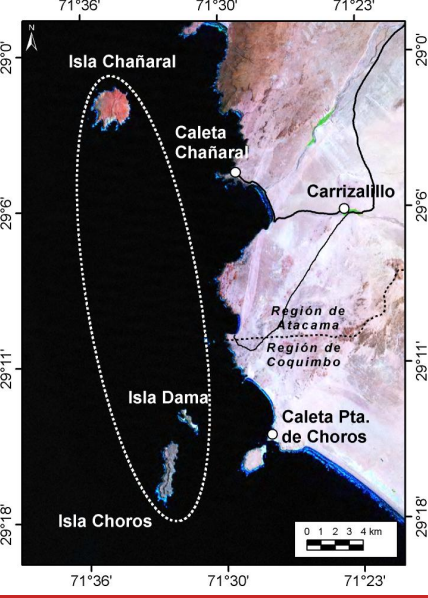 71°36'
71°30'
71°23'
29°0'
29°0'
N
Isla Chañaral
Caleta
Chañaral
Carrizalillo
29°6'
29°6'
Región de
Atacama
Región de
Coquimbo
29°11'
29°11'
Isla Dama
Caleta Pta.
de Choros
Isla Choros
29°18'
29°18'
0 1 2 3 4 km
71°36'
71°30'
71°23'